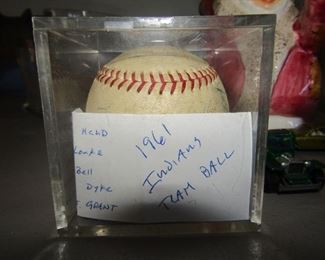 HELD
Locke
Bell
Dyke
J. GRANT
1961
Indians
TEAM BALL